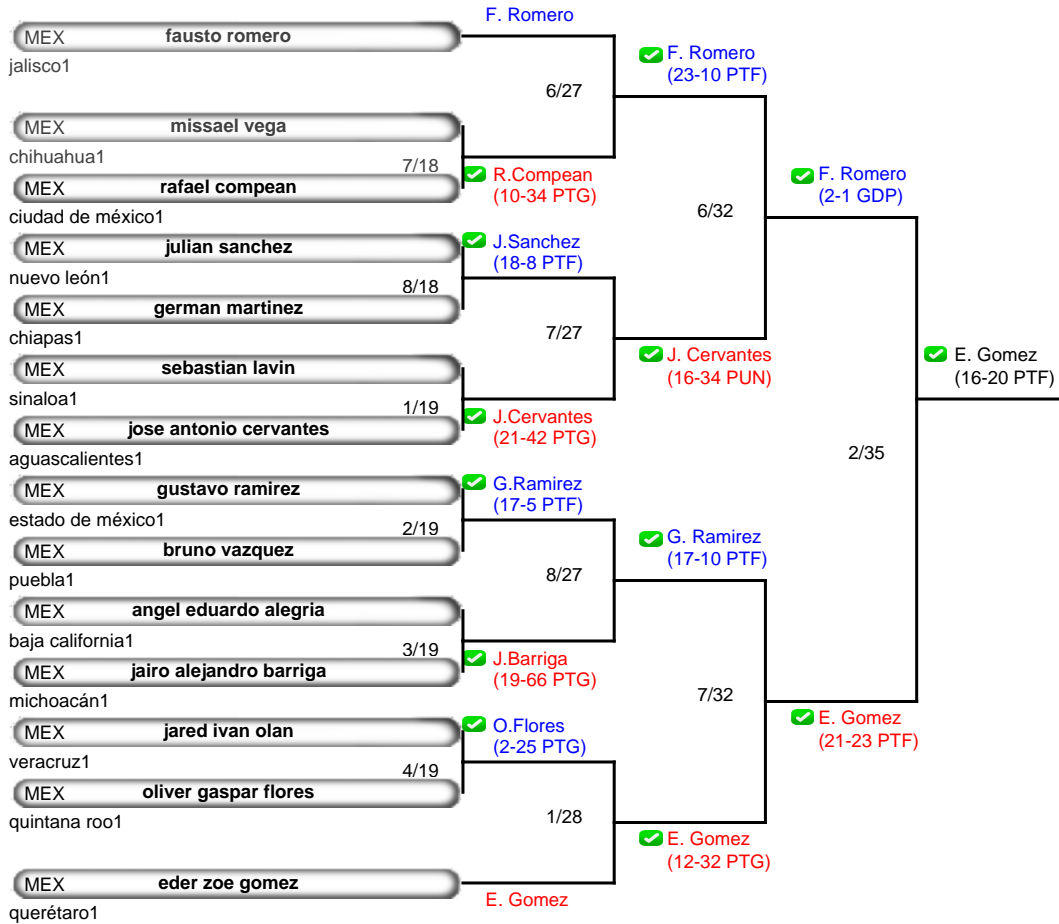 F. Romero
MEX fausto romero
jalisco1
F. Romero
(23-10 PTF)
6/27
MEX missael vega
chihuahua1
7/18
R.Compean
(10-34 PTG)
MEX rafael compean
ciudad de méxico1
F. Romero
(2-1 GDP)
6/32
MEX julian sanchez
nuevo león1
J.Sanchez
(18-8 PTF)
8/18
MEX german martinez
chiapas1
7/27
J. Cervantes
(16-34 PUN)
MEX sebastian lavin
sinaloa1
1/19
J.Cervantes
(21-42 PTG)
MEX jose antonio cervantes
aguascalientes1
E. Gomez
(16-20 PTF)
2/35
MEX gustavo ramirez
estado de méxico1
G.Ramirez
(17-5 PTF)
2/19
MEX bruno vazquez
puebla1
G. Ramirez
(17-10 PTF)
8/27
MEX angel eduardo alegria
baja california1
3/19
J.Barriga
(19-66 PTG)
MEX jairo alejandro barriga
michoacán1
7/32
E. Gomez
(21-23 PTF)
MEX jared ivan olan
veracruz1
O.Flores
(2-25 PTG)
4/19
MEX oliver gaspar flores
quintana roo1
1/28
E. Gomez
(12-32 PTG)
MEX eder zoe gomez
querétaro1
E. Gomez